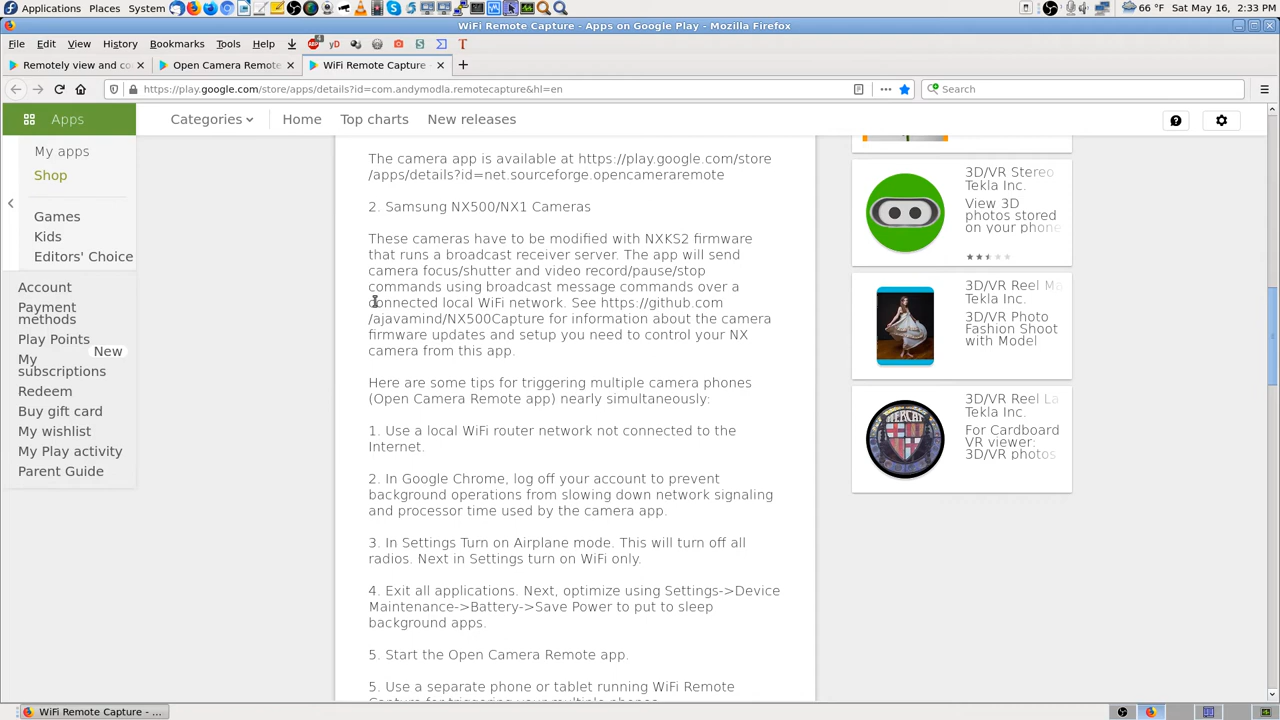 Applications Places System 66 °F Sat May 16, 2:33 PM
WiFi Remote Capture - Apps on Google Play - Mozilla Firefox
File Edit View History Bookmarks Tools Help
Remotely view and co WiFi Open Camera Remote WiFi Remote Capture
https://play.google.com/store/apps/details?id=com.andymodla.remotecapture&hl=en Search
Apps Categories Home Top charts New releases
My apps
Shop
Games
Kids
Editors' Choice
Account
Payment
methods
Play Points
My New
subscriptions
Redeem
Buy gift card
My wishlist
My Play activity
Parent Guide
The camera app is available at https://play.google.com/store
/apps/details?id=net.sourceforge.opencameraremote
2. Samsung NX500/NX1 Cameras
These cameras have to be modified with NXKS2 firmware
that runs a broadcast receiver server. The app will send
camera focus/shutter and video record/pause/stop
commands using broadcast message commands over a
connected local WiFi network. See https://github.com
/ajavamind/NX500Capture for information about the camera
firmware updates and setup you need to control your NX
camera from this app.
Here are some tips for triggering multiple camera phones
(Open Camera Remote app) nearly simultaneously:
1. Use a local WiFi router network not connected to the
Internet.
2. In Google Chrome, log off your account to prevent
background operations from slowing down network signaling
and processor time used by the camera app.
3. In Settings Turn on Airplane mode. This will turn off all
radios. Next in Settings turn on WiFi only.
4. Exit all applications. Next, optimize using Settings->Device
Maintenance->Battery->Save Power to put to sleep
background apps.
5. Start the Open Camera Remote app.
5. Use a separate phone or tablet running WiFi Remote
Capture for triggering your multiple phones
3D/VR Stereo
Tekla Inc.
View 3D
photos stored
on your phone
3D/VR Reel Ma
Tekla Inc.
3D/VR Photo
Fashion Shoot
with Model
3D/VR Reel La
Tekla Inc.
For Cardboard
VR viewer:
3D/VR photos
MERCAT
WiFi Remote Capture - ...